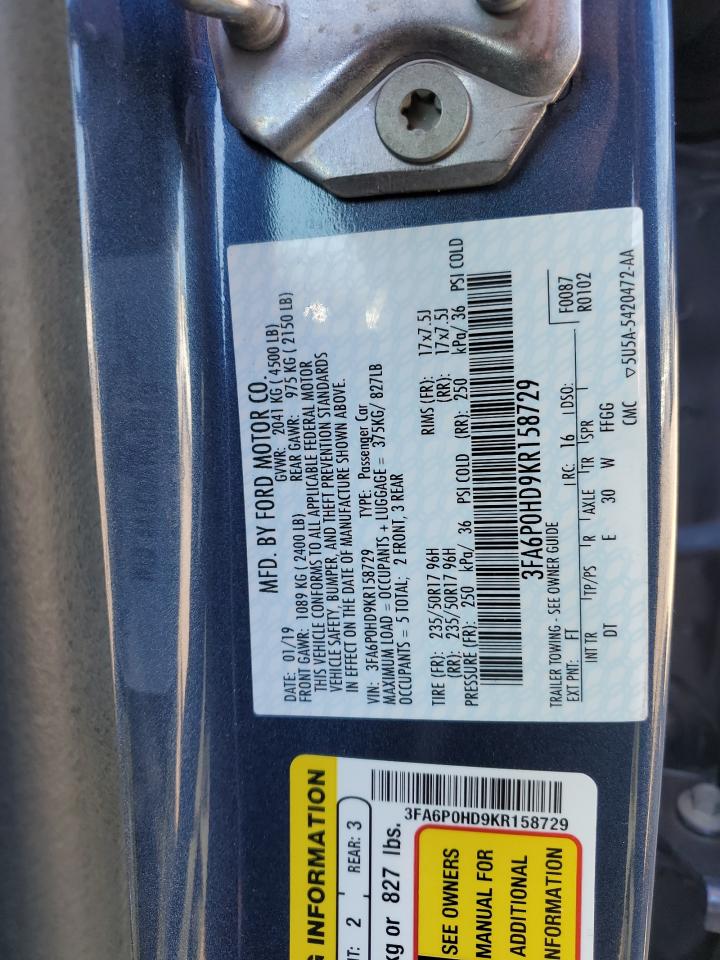 MFD. BY FORD MOTOR CO.
DATE: 01/19 GVWR: 2041 KG ( 4500 LB)
FRONT GAWR: 1089 KG ( 2400 LB) REAR GAWR: 975 KG ( 2150 LB)
THIS VEHICLE CONFORMS TO ALL APPLICABLE FEDERAL MOTOR
VEHICLE SAFETY, BUMPER, AND THEFT PREVENTION STANDARDS
IN EFFECT ON THE DATE OF MANUFACTURE SHOWN ABOVE.
VIN: 3FA6P0HD9KR158729 TYPE: Passenger Car
MAXIMUM LOAD = OCCUPANTS + LUGGAGE = 375KG/ 827LB
OCCUPANTS = 5 TOTAL; 2 FRONT, 3 REAR
TIRE (FR): 235/50R17 96H RIMS (FR): 17x7.5J
(RR): 235/50R17 96H (RR): 17x7.5J
PRESSURE (FR): 250 kPa/ 36 PSI COLD (RR): 250 kPa/ 36 PSI COLD
3FA6P0HD9KR158729
TRAILER TOWING - SEE OWNER GUIDE F0087
EXT PNT: FT RC: 16 DSO: R0102
INT TR TP/PS R AXLE TR SPR
DT E 30 W FFGG
CMC ▽5U5A-5420472-AA
G INFORMATION
NT: 2 REAR: 3
kg or 827 lbs.
3FA6P0HD9KR158729
SEE OWNERS
MANUAL FOR
ADDITIONAL
INFORMATION